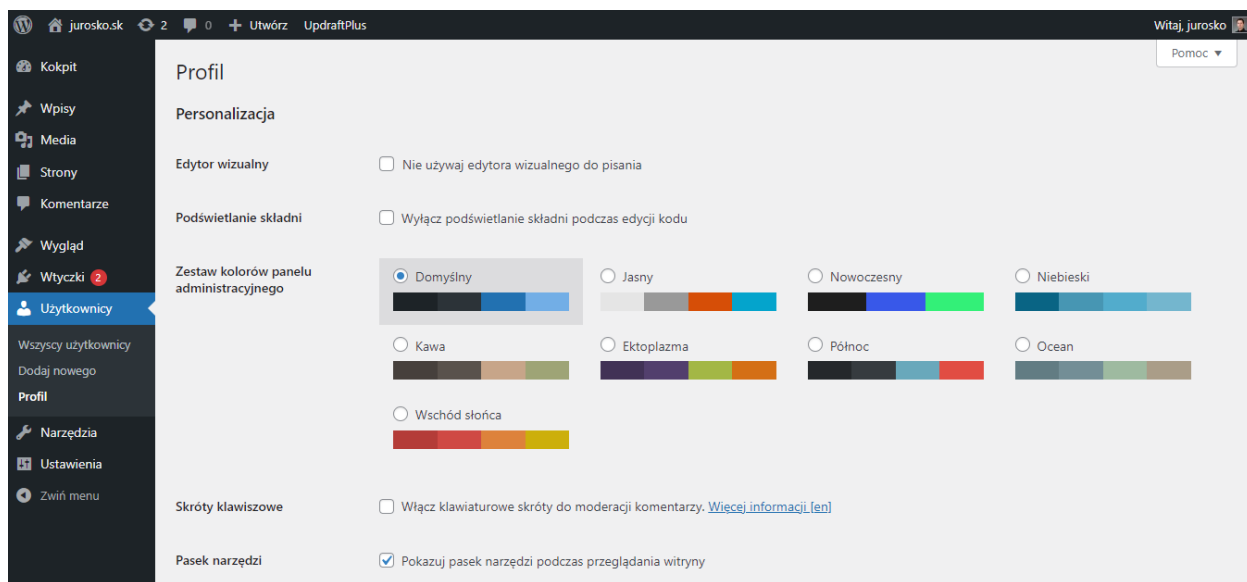 jurosko.sk 2 0 Utwórz UpdraftPlus Witaj, jurosko
Pomoc
Kokpit
Wpisy
Media
Strony
Komentarze
Wygląd
Wtyczki 2
Użytkownicy
Wszyscy użytkownicy
Dodaj nowego
Profil
Narzędzia
Ustawienia
Zwiń menu
Profil
Personalizacja
Edytor wizualny Nie używaj edytora wizualnego do pisania
Podświetlanie składni Wyłącz podświetlanie składni podczas edycji kodu
Zestaw kolorów panelu
administracyjnego
Domyślny Jasny Nowoczesny Niebieski
Kawa Ektoplazma Północ Ocean
Wschód słońca
Skróty klawiszowe Włącz klawiaturowe skróty do moderacji komentarzy. Więcej informacji [en]
Pasek narzędzi Pokazuj pasek narzędzi podczas przeglądania witryny